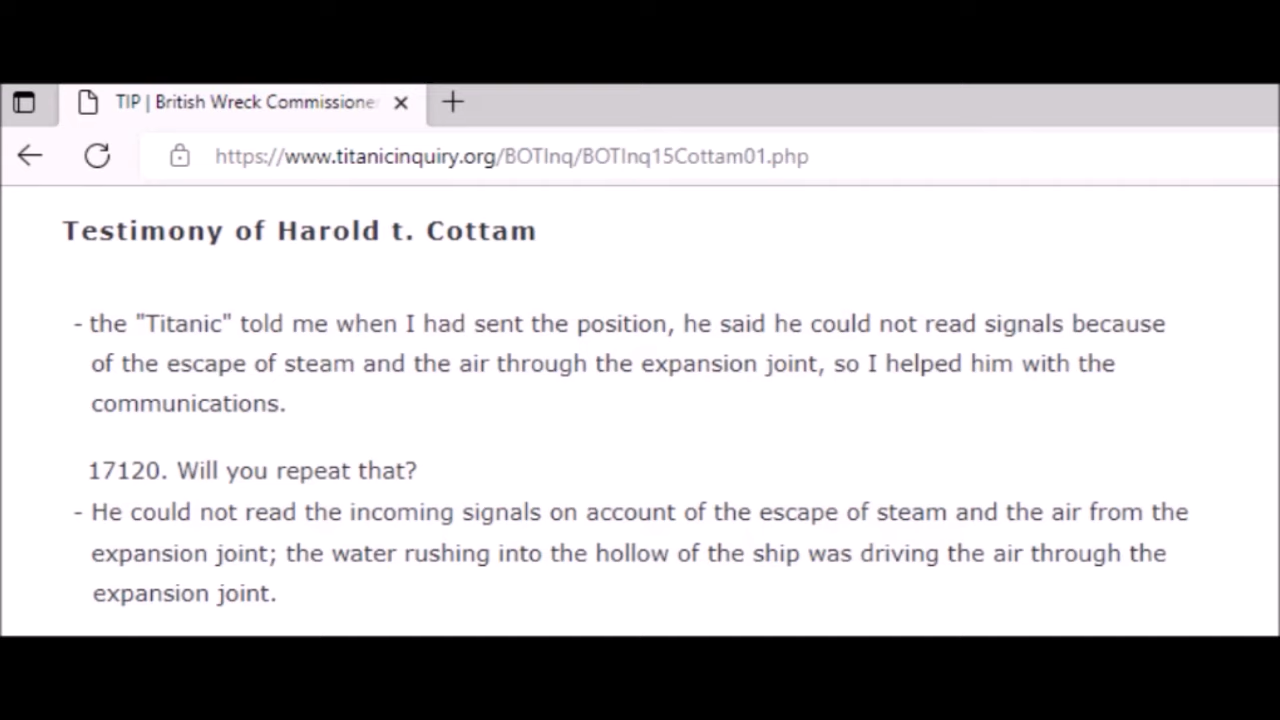 TIP | British Wreck Commissione
https://www.titanicinquiry.org/BOTInq/BOTInq15Cottam01.php
Testimony of Harold t. Cottam
- the "Titanic" told me when I had sent the position, he said he could not read signals because
of the escape of steam and the air through the expansion joint, so I helped him with the
communications.
17120. Will you repeat that?
- He could not read the incoming signals on account of the escape of steam and the air from the
expansion joint; the water rushing into the hollow of the ship was driving the air through the
expansion joint.